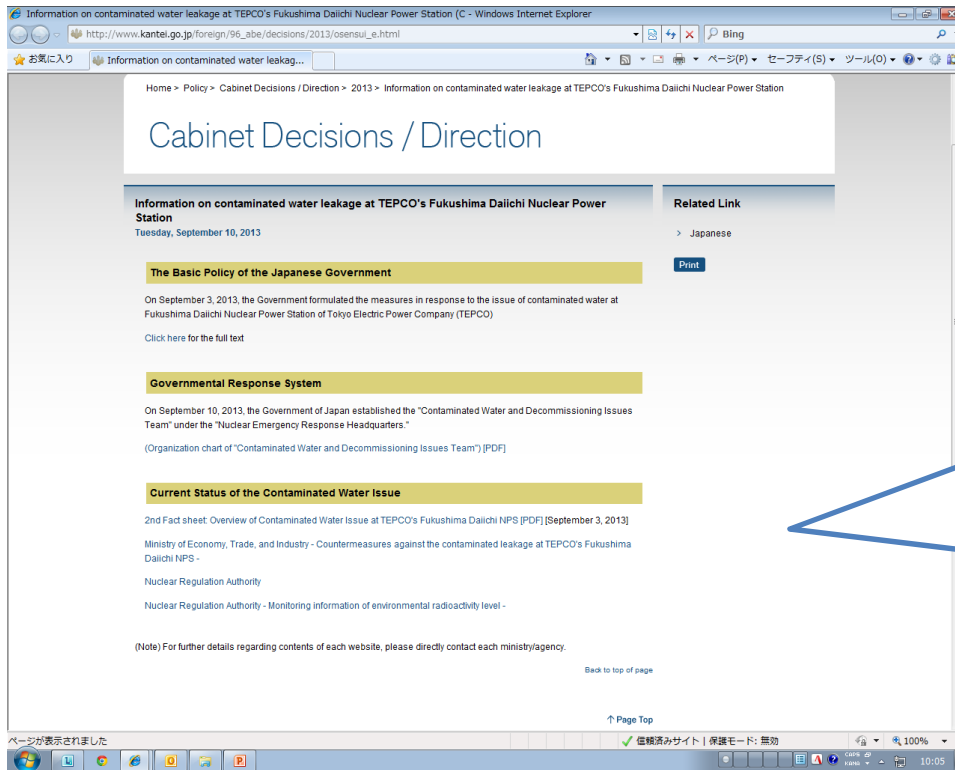 Information on contaminated water leakage at TEPCO's Fukushima Daiichi Nuclear Power Station (C - Windows Internet Explorer
http://www.kantei.go.jp/foreign/96_abe/decisions/2013/osensui_e.html
Bing
お気に入り
Information on contaminated water leakag...
ページ(P)
セーフティ(S)
ツール(O)
Home > Policy > Cabinet Decisions / Direction > 2013 > Information on contaminated water leakage at TEPCO's Fukushima Daiichi Nuclear Power Station
Cabinet Decisions / Direction
Information on contaminated water leakage at TEPCO's Fukushima Daiichi Nuclear Power
Station
Tuesday, September 10, 2013
Related Link
> Japanese
Print
The Basic Policy of the Japanese Government
On September 3, 2013, the Government formulated the measures in response to the issue of contaminated water at
Fukushima Daiichi Nuclear Power Station of Tokyo Electric Power Company (TEPCO)
Click here for the full text
Governmental Response System
On September 10, 2013, the Government of Japan established the "Contaminated Water and Decommissioning Issues
Team" under the "Nuclear Emergency Response Headquarters."
(Organization chart of "Contaminated Water and Decommissioning Issues Team") [PDF]
Current Status of the Contaminated Water Issue
2nd Fact sheet: Overview of Contaminated Water Issue at TEPCO's Fukushima Daiichi NPS [PDF] [September 3, 2013]
Ministry of Economy, Trade, and Industry - Countermeasures against the contaminated leakage at TEPCO's Fukushima
Daiichi NPS -
Nuclear Regulation Authority
Nuclear Regulation Authority - Monitoring information of environmental radioactivity level -
(Note) For further details regarding contents of each website, please directly contact each ministry/agency.
Back to top of page
↑ Page Top
ページが表示されました
信頼済みサイト | 保護モード: 無効
100%
CAPS
KANA
10:05